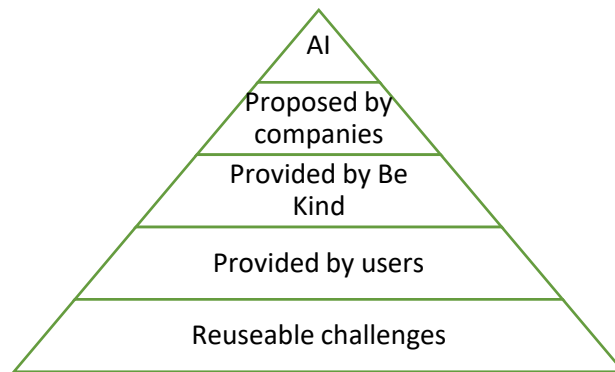 AI
Proposed by
companies
Provided by Be
Kind
Provided by users
Reuseable challenges